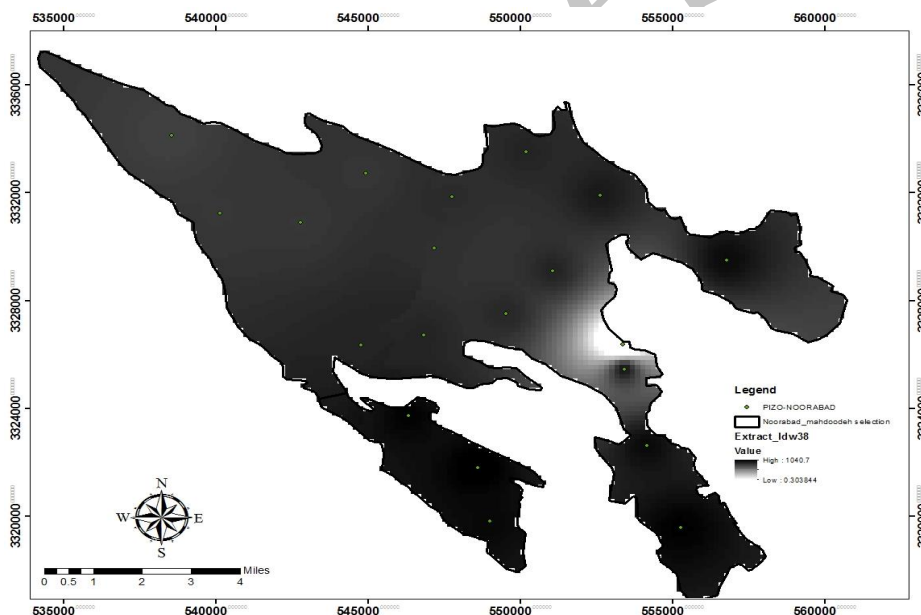 535000 540000 545000 550000 555000 560000
3336000
3332000
3328000
3324000
3320000
Legend
PIZO-NOORABAD
Noorabad_mahdoodeh selection
Extract_Idw38
Value
High : 1040.7
Low : 0.303844
N
W E
S
0 0.5 1 2 3 4 Miles
535000 540000 545000 550000 555000 560000